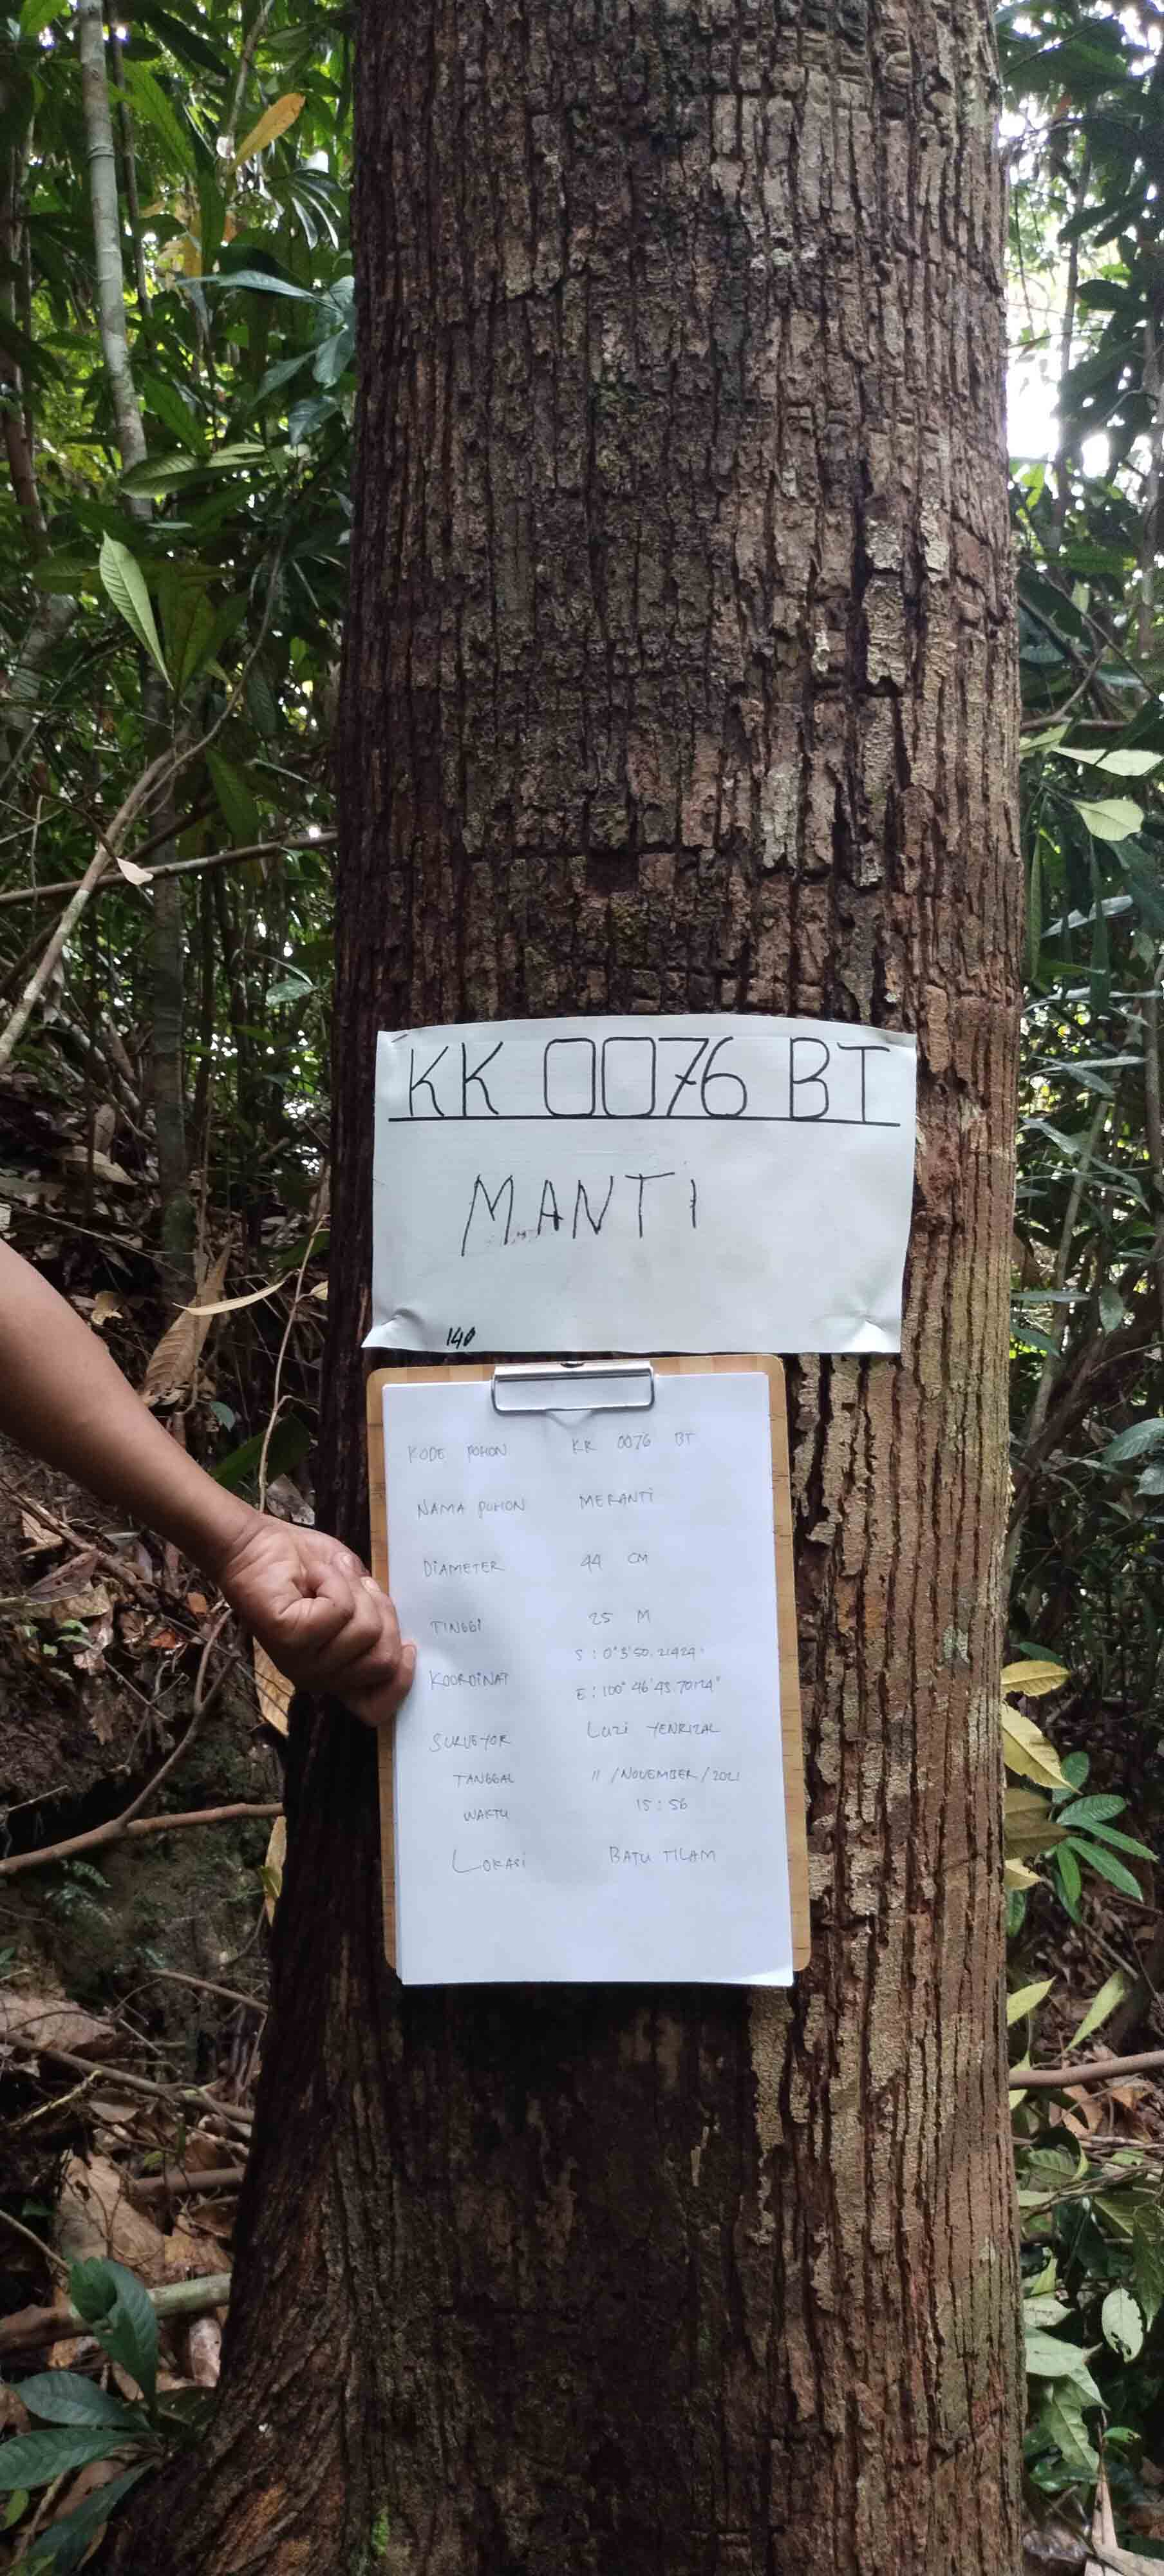 KK 0076 BT
MANTi
140
KODE POHON KR 0076 BT
NAMA POHON MERANTi
DiAMETER 44 CM
TiNGGi 25 M
S : 0° 3' 50, 21424"
KOORDiNAT
E : 100° 46' 43. 70124"
SURVEYOR Luzi YENRIZAL
TANGGAL 11 / NOVEMBER / 2021
WAKTU 15 : 56
LOKASi BATU TILAM